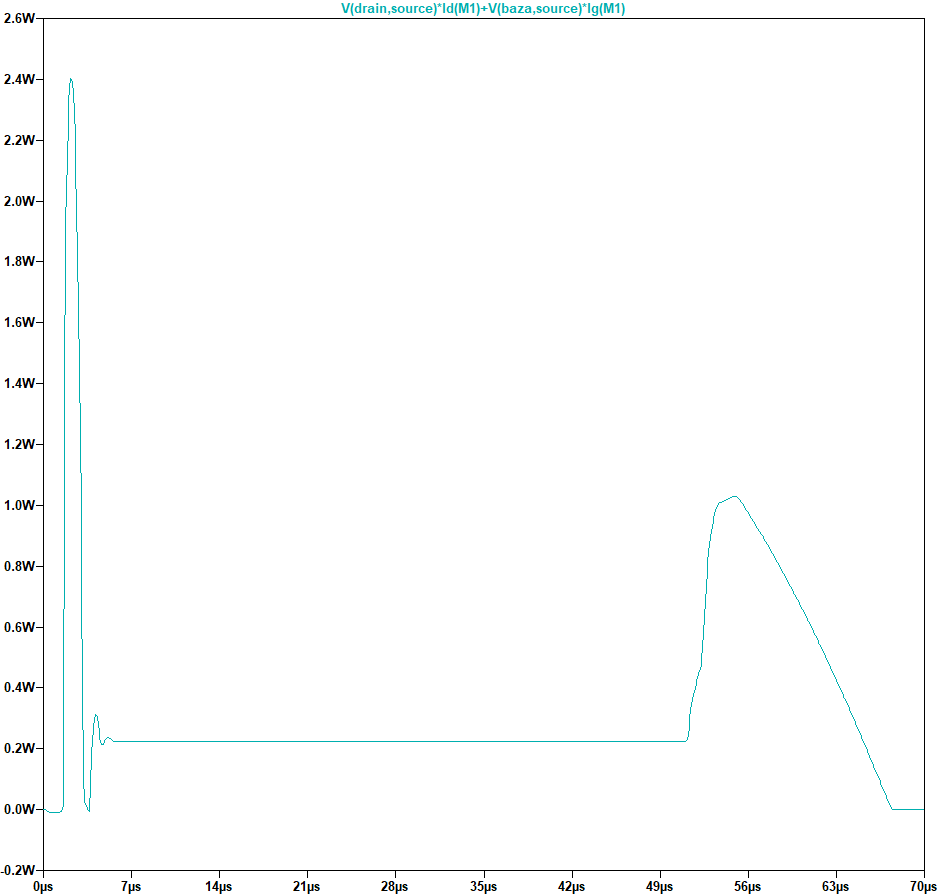 V(drain,source)*Id(M1)+V(baza,source)*Ig(M1)
2.6W
2.4W
2.2W
2.0W
1.8W
1.6W
1.4W
1.2W
1.0W
0.8W
0.6W
0.4W
0.2W
0.0W
-0.2W
0µs 7µs 14µs 21µs 28µs 35µs 42µs 49µs 56µs 63µs 70µs